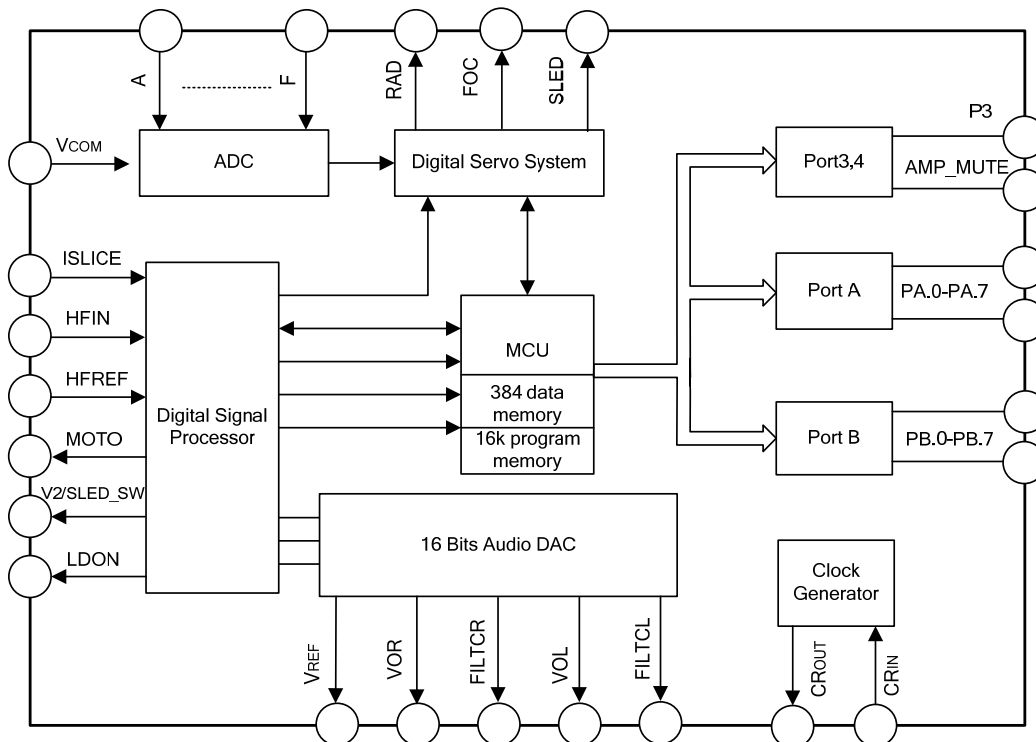 A
F
RAD
FOC
SLED
P3
VCOM
ADC
Digital Servo System
Port3,4
AMP_MUTE
ISLICE
HFIN
HFREF
MOTO
V2/SLED_SW
LDON
Digital Signal
Processor
MCU
384 data
memory
16k program
memory
Port A
PA.0-PA.7
Port B
PB.0-PB.7
16 Bits Audio DAC
Clock
Generator
VREF
VOR
FILTCR
VOL
FILTCL
CROUT
CRIN